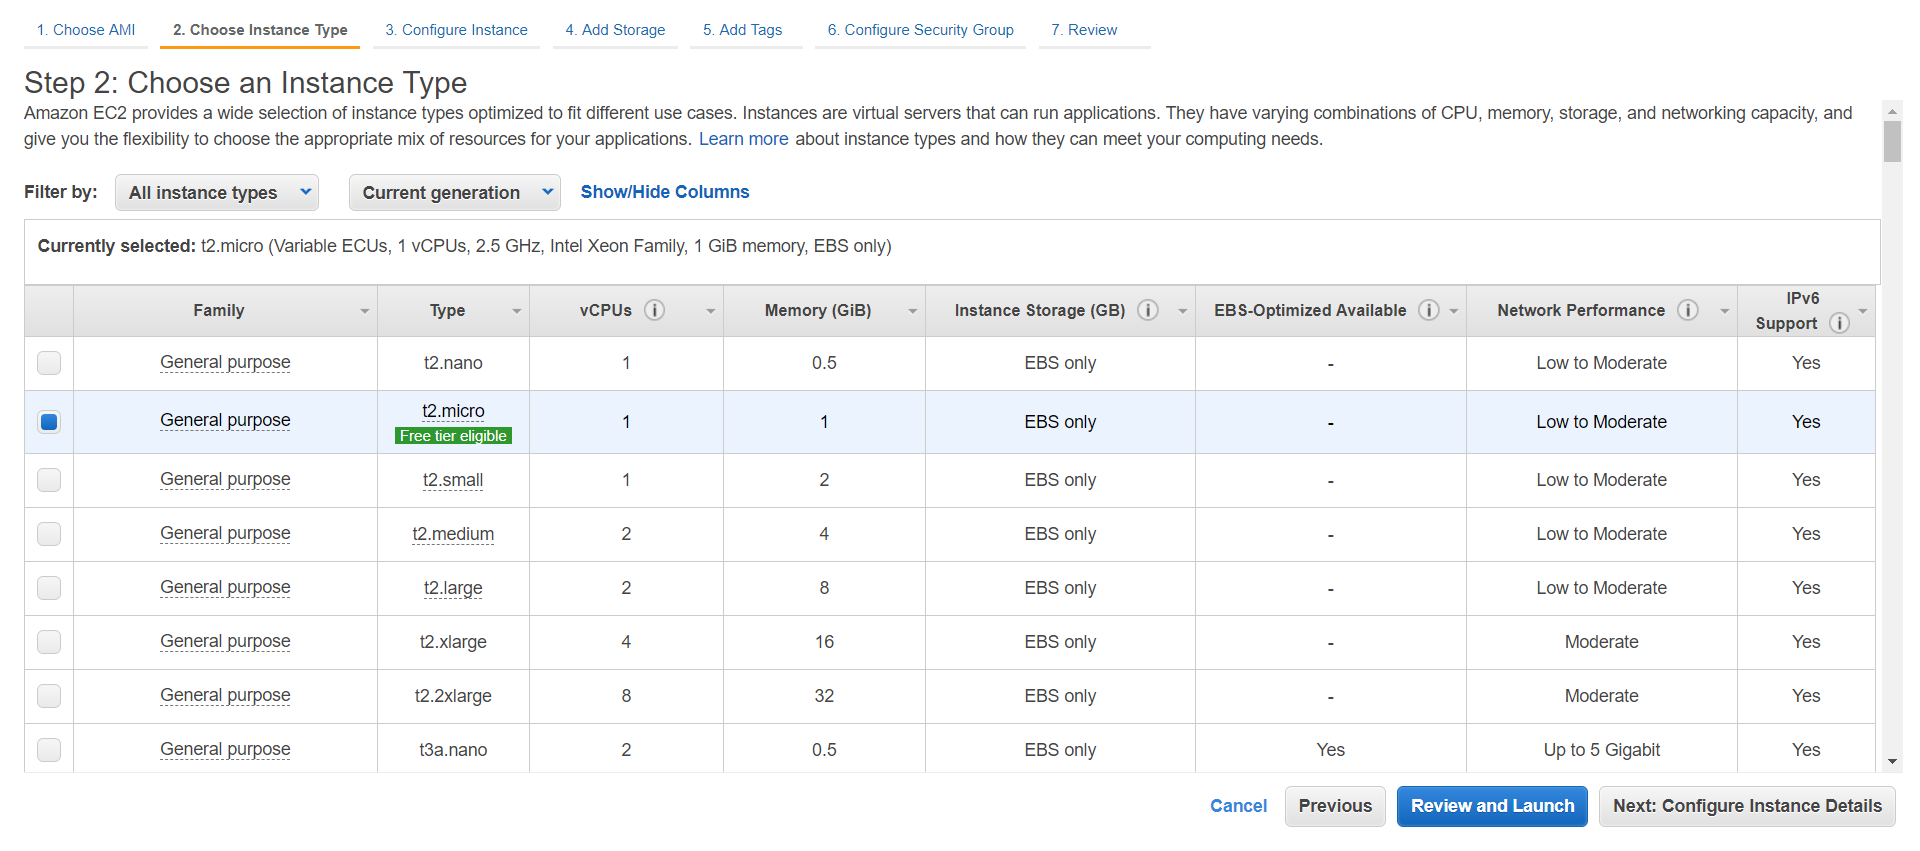 1. Choose AMI 2. Choose Instance Type 3. Configure Instance 4. Add Storage 5. Add Tags 6. Configure Security Group 7. Review
Step 2: Choose an Instance Type
Amazon EC2 provides a wide selection of instance types optimized to fit different use cases. Instances are virtual servers that can run applications. They have varying combinations of CPU, memory, storage, and networking capacity, and
give you the flexibility to choose the appropriate mix of resources for your applications. Learn more about instance types and how they can meet your computing needs.
Filter by: All instance types Current generation Show/Hide Columns
Currently selected: t2.micro (Variable ECUs, 1 vCPUs, 2.5 GHz, Intel Xeon Family, 1 GiB memory, EBS only)
Family Type vCPUs i Memory (GiB) Instance Storage (GB) i EBS-Optimized Available i Network Performance i IPv6
Support i
General purpose t2.nano 1 0.5 EBS only - Low to Moderate Yes
General purpose t2.micro 1 1 EBS only - Low to Moderate Yes
Free tier eligible
General purpose t2.small 1 2 EBS only - Low to Moderate Yes
General purpose t2.medium 2 4 EBS only - Low to Moderate Yes
General purpose t2.large 2 8 EBS only - Low to Moderate Yes
General purpose t2.xlarge 4 16 EBS only - Moderate Yes
General purpose t2.2xlarge 8 32 EBS only - Moderate Yes
General purpose t3a.nano 2 0.5 EBS only Yes Up to 5 Gigabit Yes
Cancel Previous Review and Launch Next: Configure Instance Details